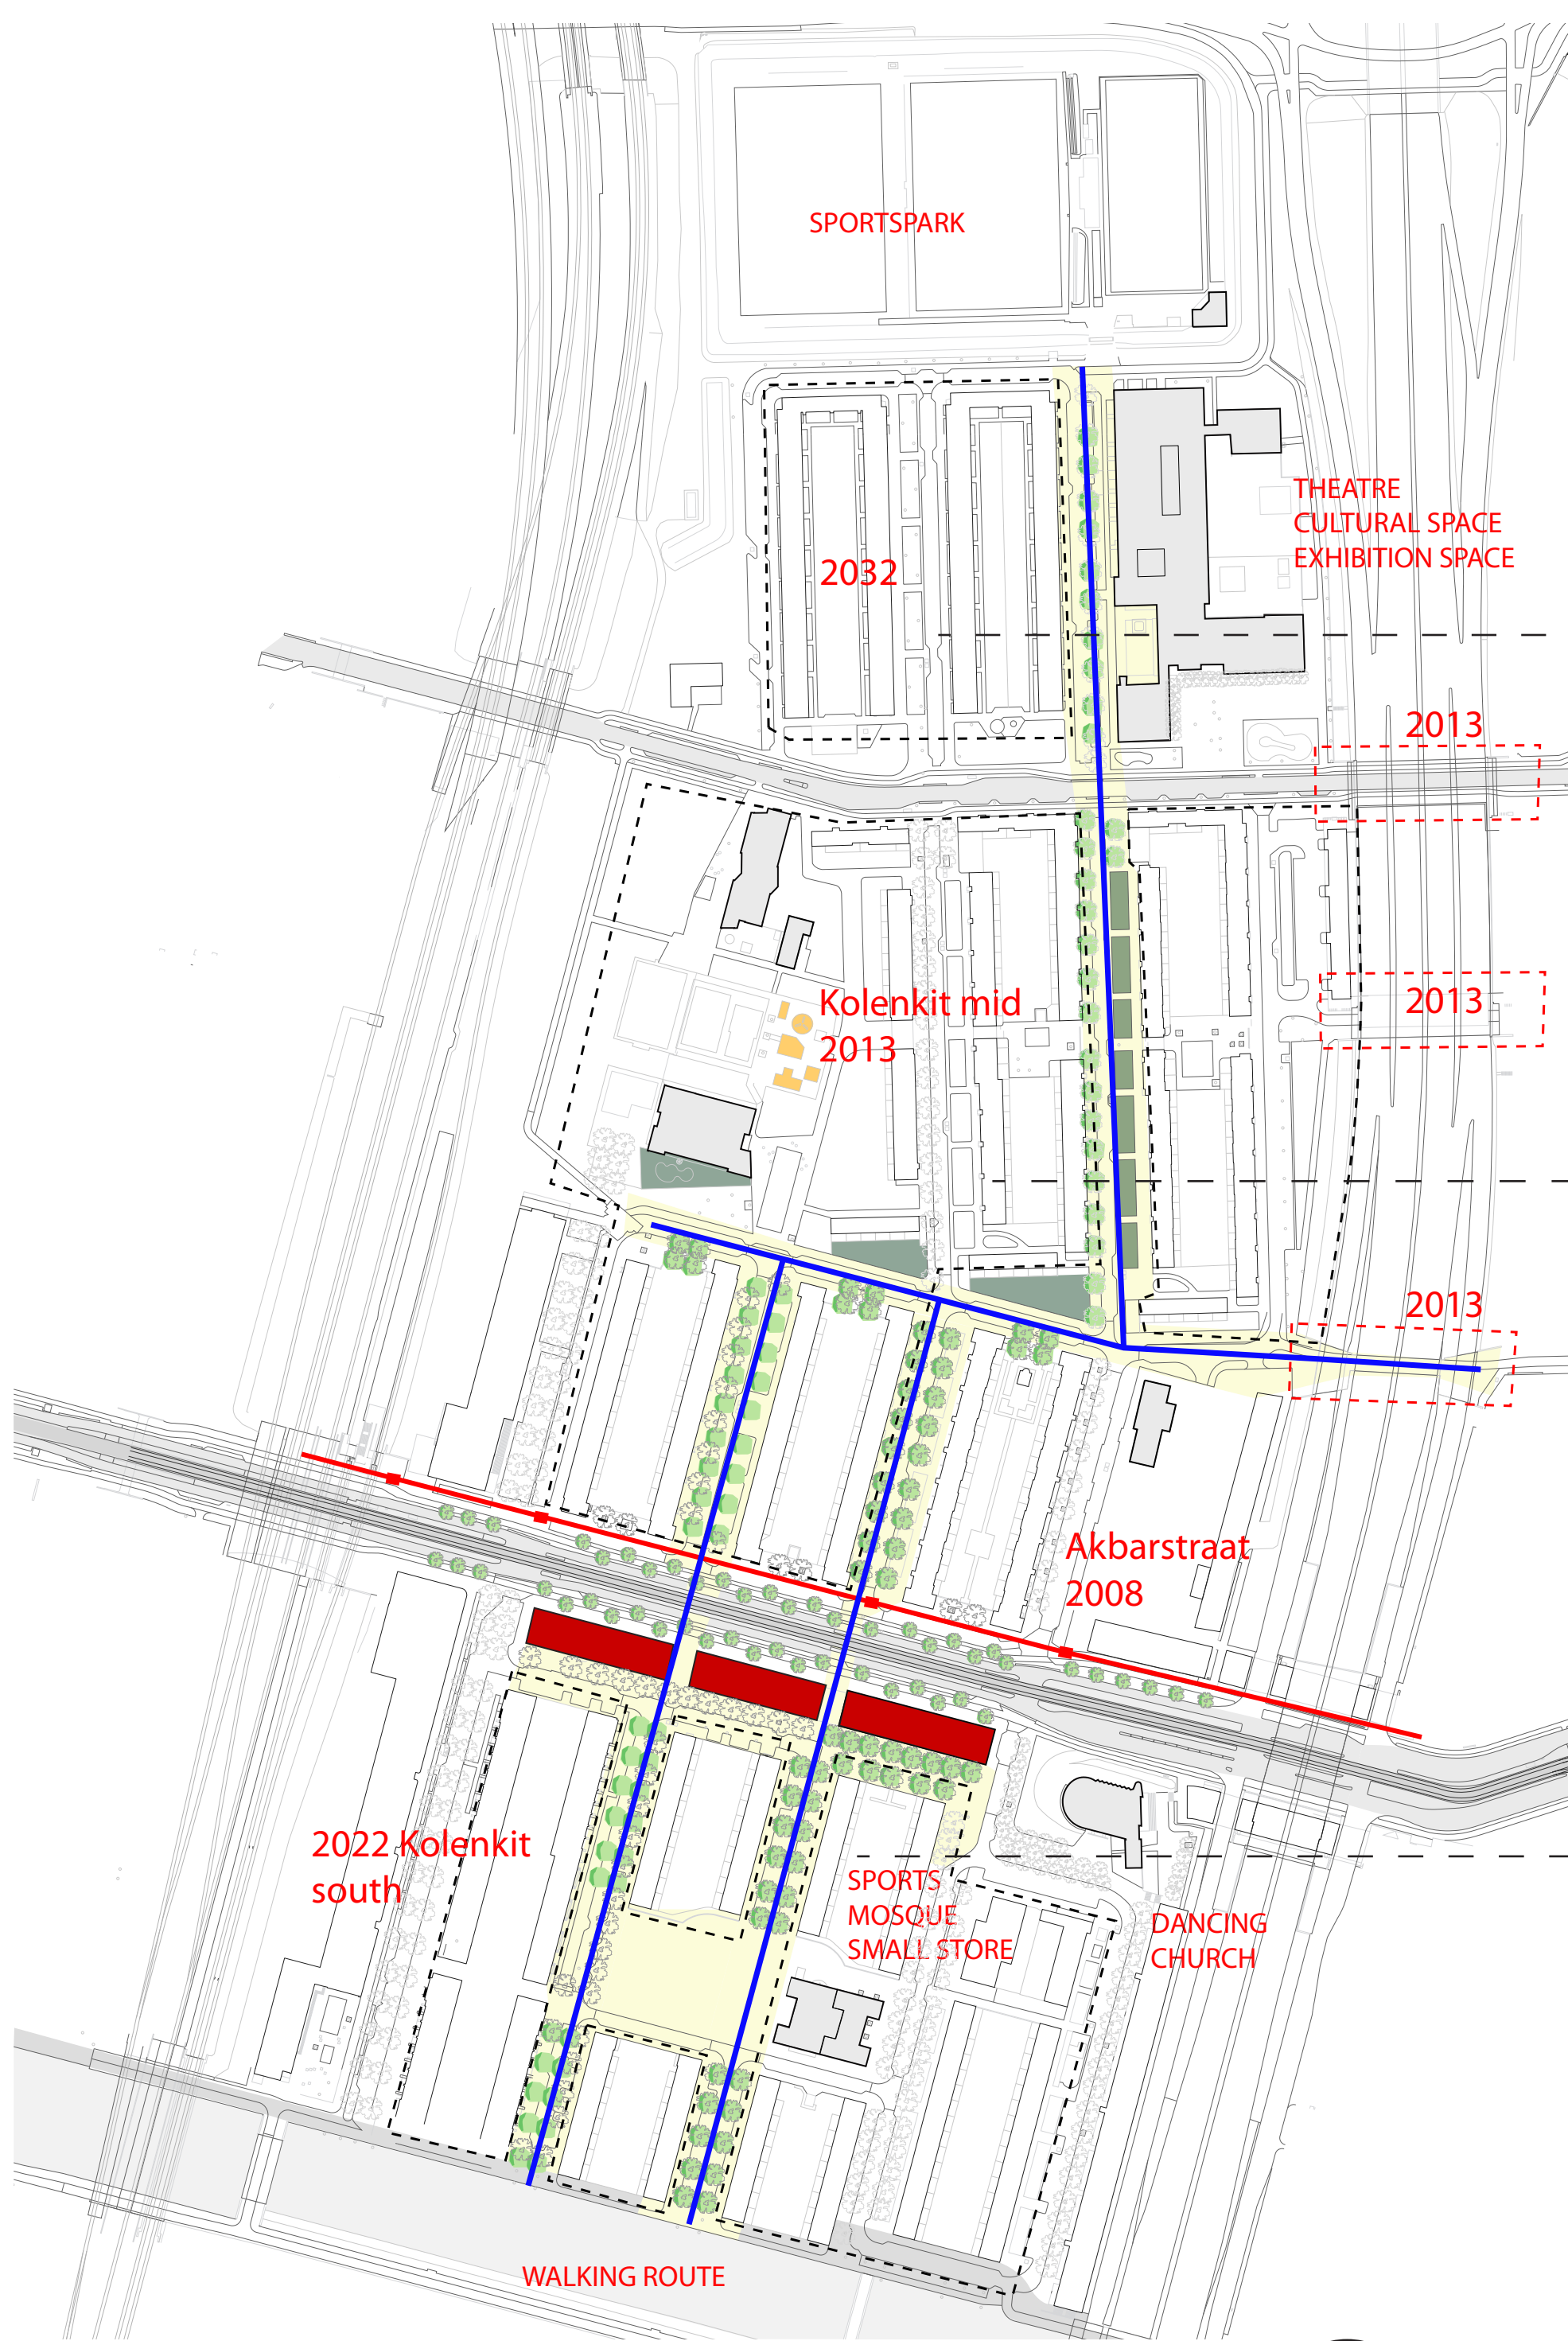 SPORTSPARK
THEATRE
CULTURAL SPACE
EXHIBITION SPACE
2032
2013
Kolenkit mid
2013
2013
2013
Akbarstraat
2008
2022 Kolenkit
south
SPORTS
MOSQUE
SMALL STORE
DANCING
CHURCH
WALKING ROUTE